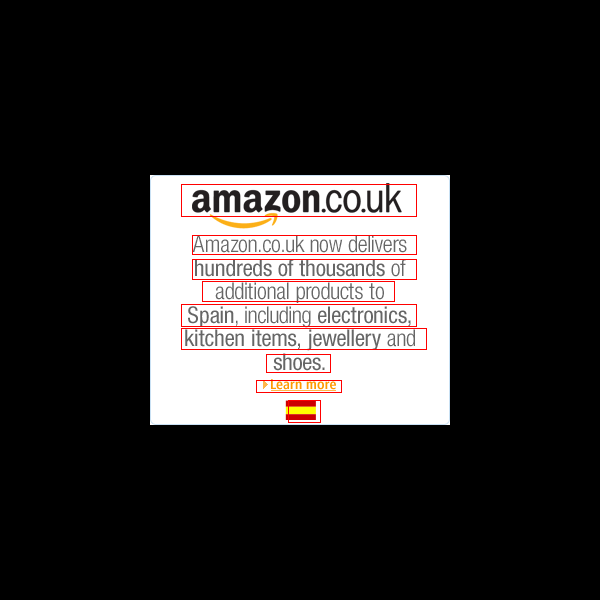 amazon.co.uk
Amazon.co.uk now delivers
hundreds of thousands of
additional products to
Spain, including electronics,
kitchen items, jewellery and
shoes.
Learn more